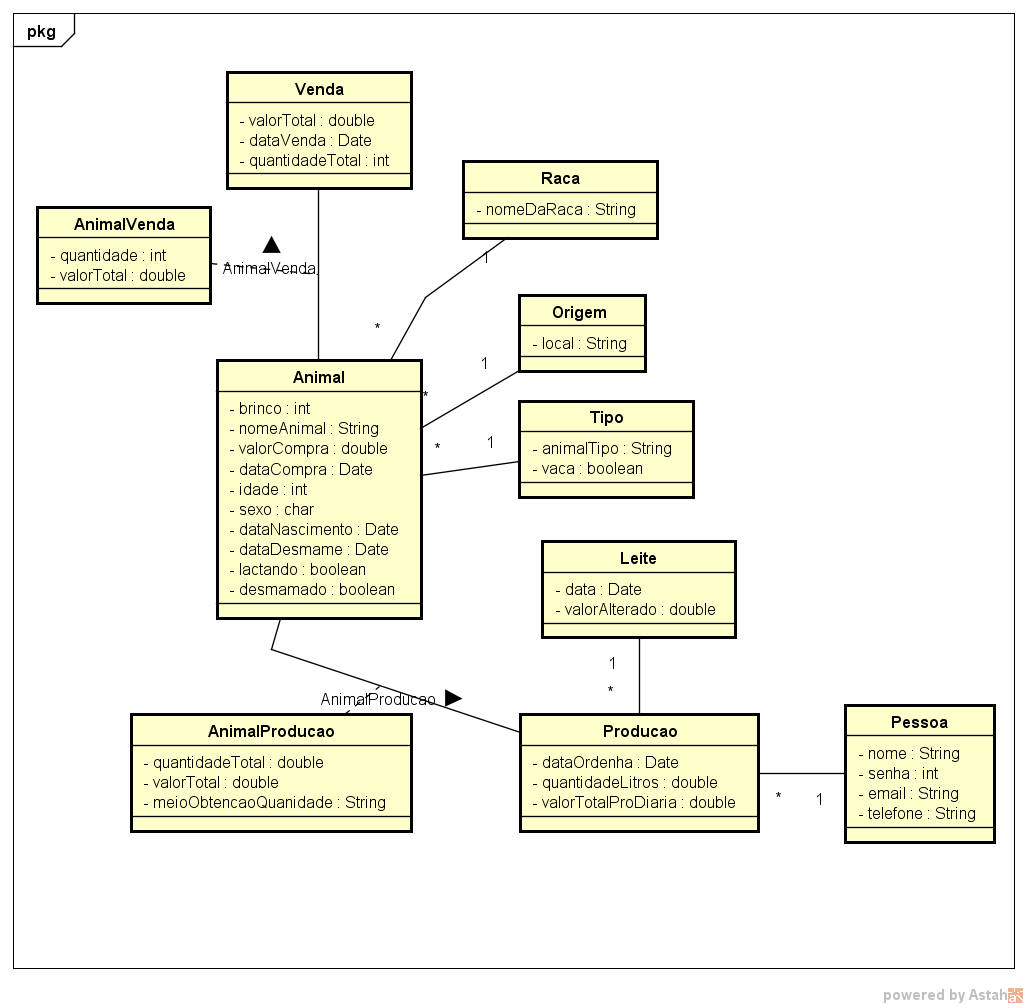 pkg
Venda
- valorTotal : double
- dataVenda : Date
- quantidadeTotal : int
Raca
- nomeDaRaca : String
AnimalVenda
- quantidade : int
- valorTotal : double
AnimalVenda
1
*
Origem
- local : String
1
*
Animal
- brinco : int
- nomeAnimal : String
- valorCompra : double
- dataCompra : Date
- idade : int
- sexo : char
- dataNascimento : Date
- dataDesmame : Date
- lactando : boolean
- desmamado : boolean
Tipo
- animalTipo : String
- vaca : boolean
1
*
Leite
- data : Date
- valorAlterado : double
1
*
AnimalProducao
AnimalProducao
- quantidadeTotal : double
- valorTotal : double
- meioObtencaoQuanidade : String
Producao
- dataOrdenha : Date
- quantidadeLitros : double
- valorTotalProDiaria : double
* 1
Pessoa
- nome : String
- senha : int
- email : String
- telefone : String
powered by Astah